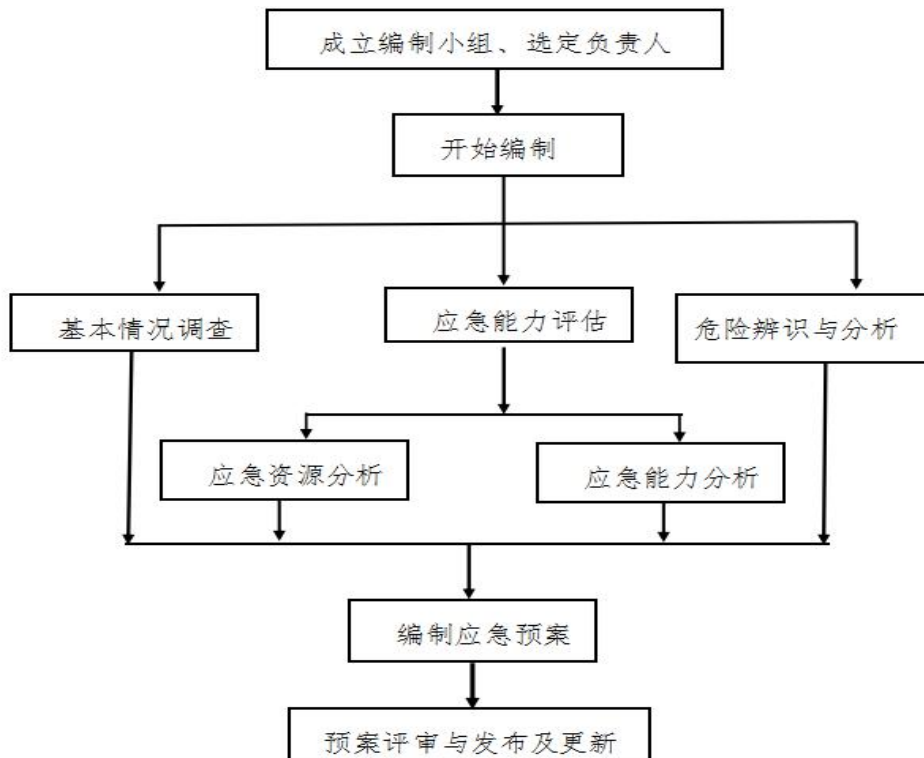 成立编制小组、选定负责人
开始编制
基本情况调查
应急能力评估
危险辨识与分析
应急资源分析
应急能力分析
编制应急预案
预案评审与发布及更新